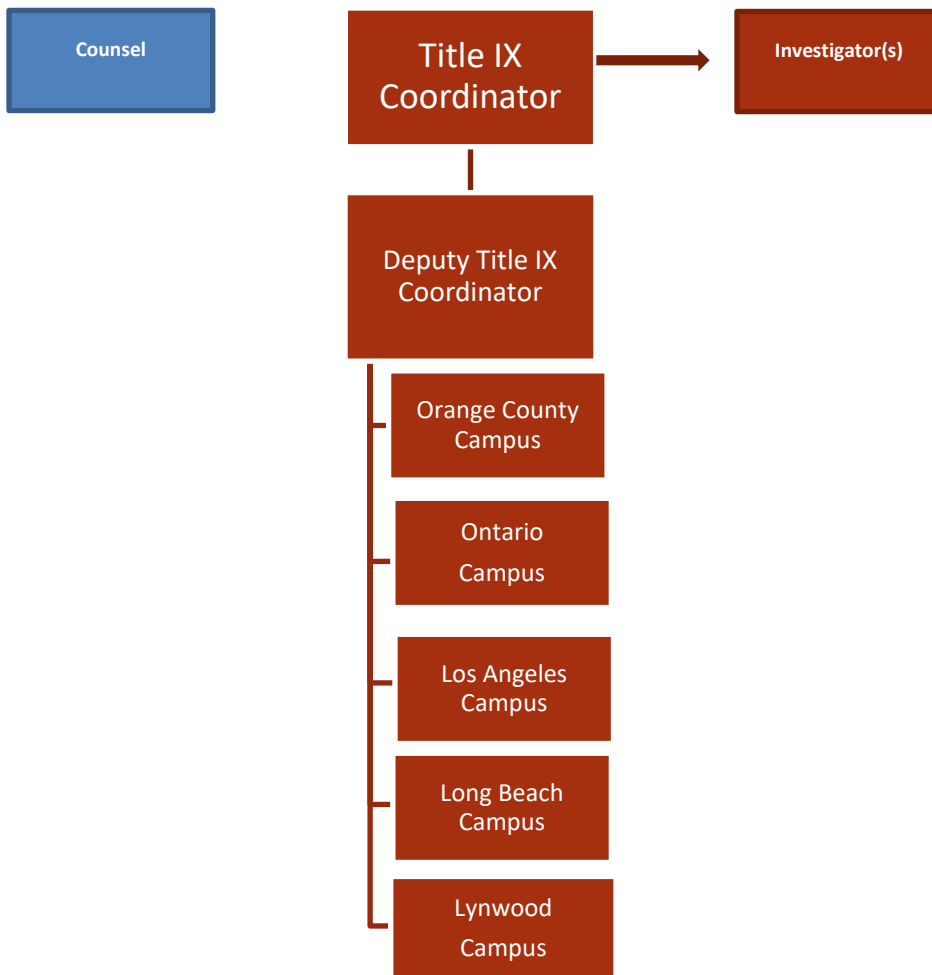 Counsel
Title IX
Coordinator
Investigator(s)
Deputy Title IX
Coordinator
Orange County
Campus
Ontario
Campus
Los Angeles
Campus
Long Beach
Campus
Lynwood
Campus